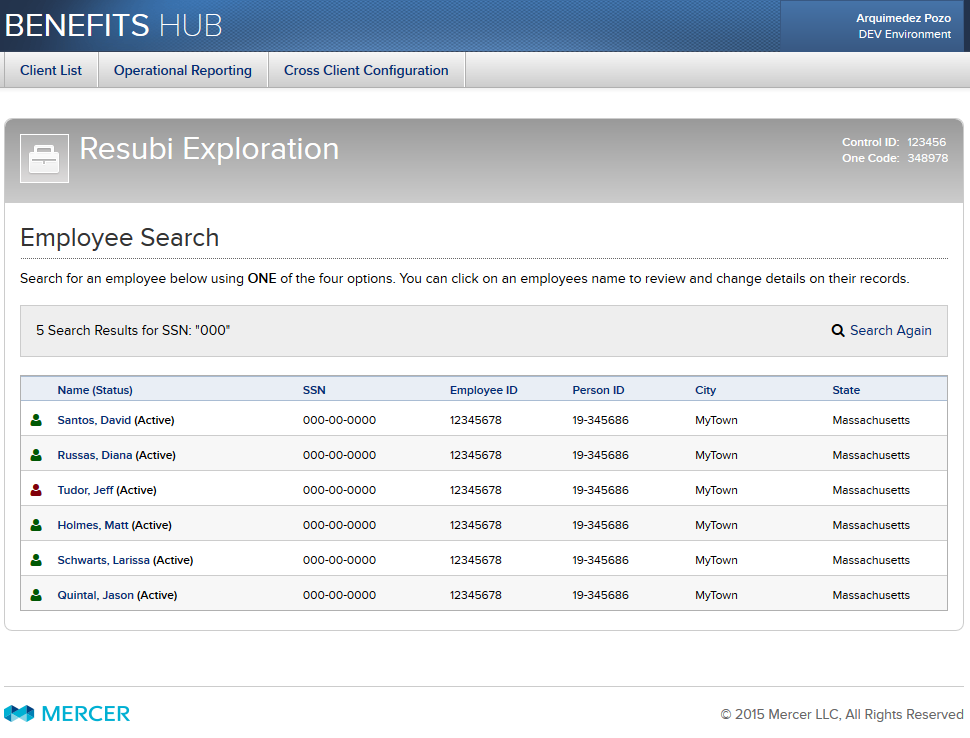 BENEFITS HUB
Arquimedez Pozo
DEV Environment
Client List Operational Reporting Cross Client Configuration
Resubi Exploration
Control ID: 123456
One Code: 348978
Employee Search
Search for an employee below using ONE of the four options. You can click on an employees name to review and change details on their records.
5 Search Results for SSN: "000" Search Again
Name (Status) SSN Employee ID Person ID City State
Santos, David (Active) 000-00-0000 12345678 19-345686 MyTown Massachusetts
Russas, Diana (Active) 000-00-0000 12345678 19-345686 MyTown Massachusetts
Tudor, Jeff (Active) 000-00-0000 12345678 19-345686 MyTown Massachusetts
Holmes, Matt (Active) 000-00-0000 12345678 19-345686 MyTown Massachusetts
Schwarts, Larissa (Active) 000-00-0000 12345678 19-345686 MyTown Massachusetts
Quintal, Jason (Active) 000-00-0000 12345678 19-345686 MyTown Massachusetts
MERCER © 2015 Mercer LLC, All Rights Reserved